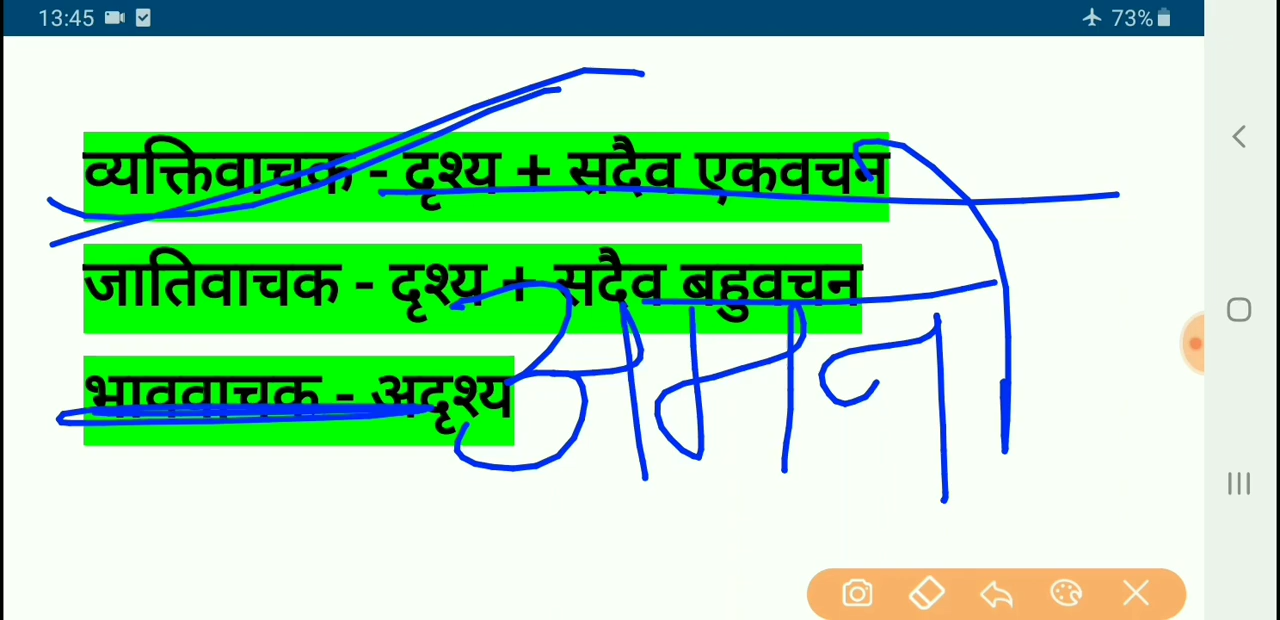 13:45
73%
व्यक्तिवाचक - दृश्य + सदैव एकवचन
जातिवाचक - दृश्य + सदैव बहुवचन
भाववाचक - अदृश्य